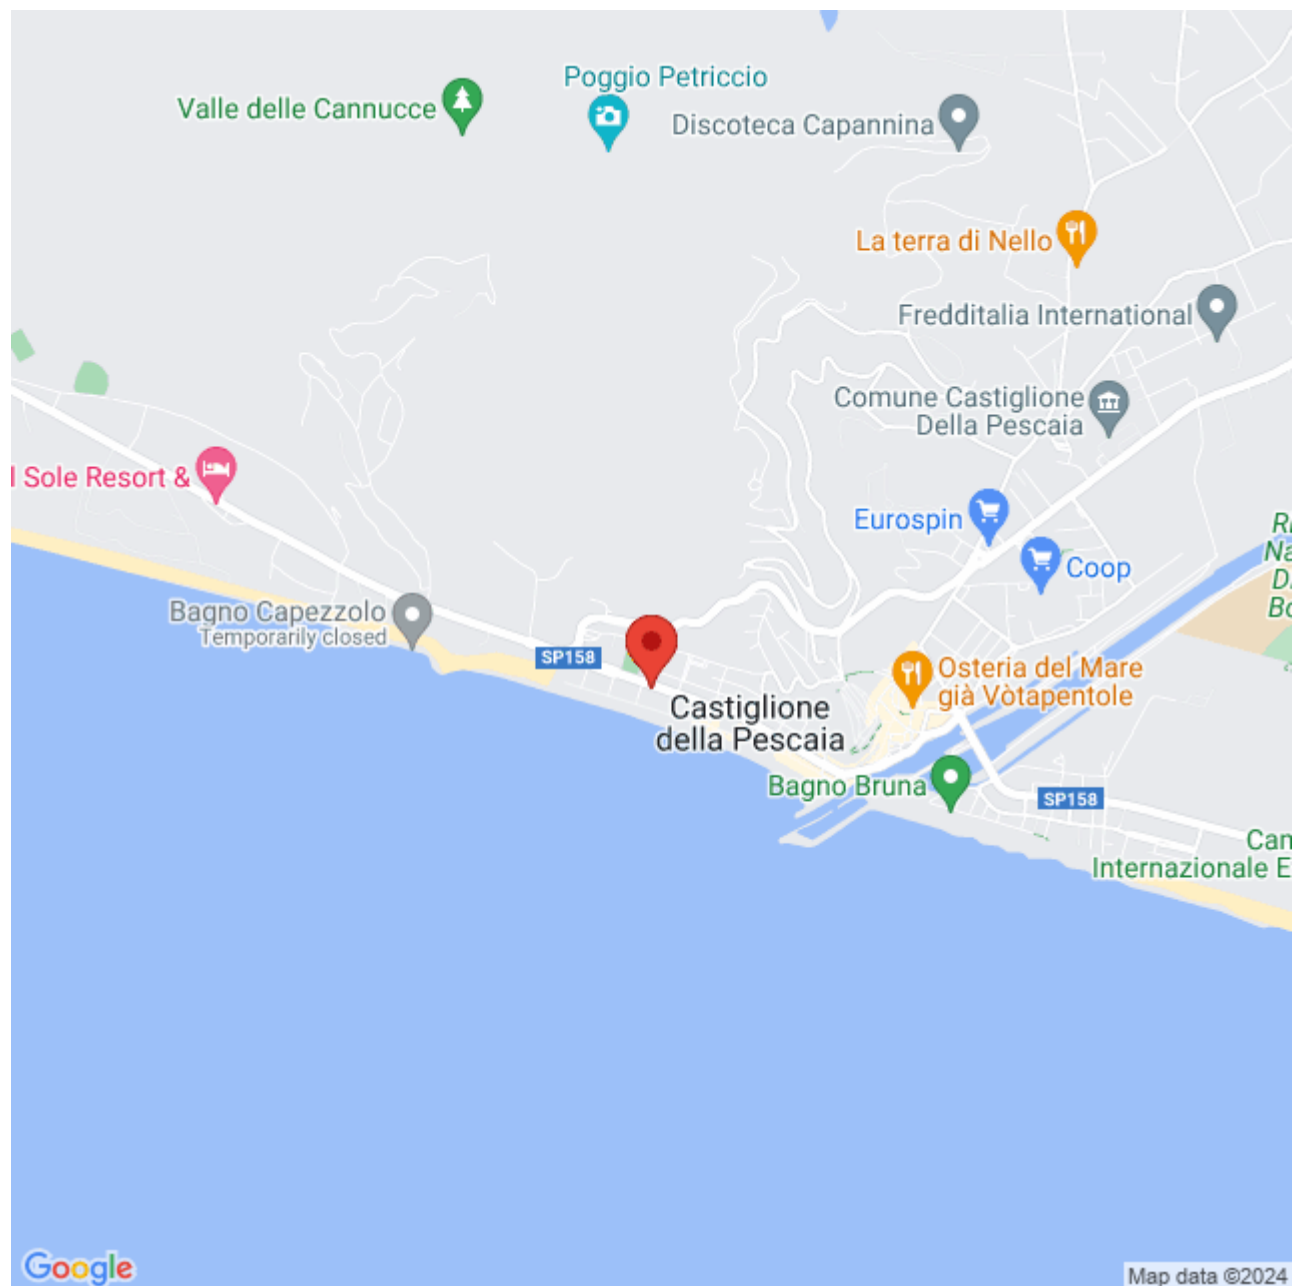 Poggio Petriccio
Valle delle Cannucce
Discoteca Capannina
La terra di Nello
Fredditalia International
Comune Castiglione
Della Pescaia
l Sole Resort &
Eurospin
Coop
Bagno Capezzolo
Temporarily closed
SP158
Osteria del Mare
già Vòtapentole
Castiglione
della Pescaia
Bagno Bruna
SP158
Internazionale E
Google
Map data ©2024